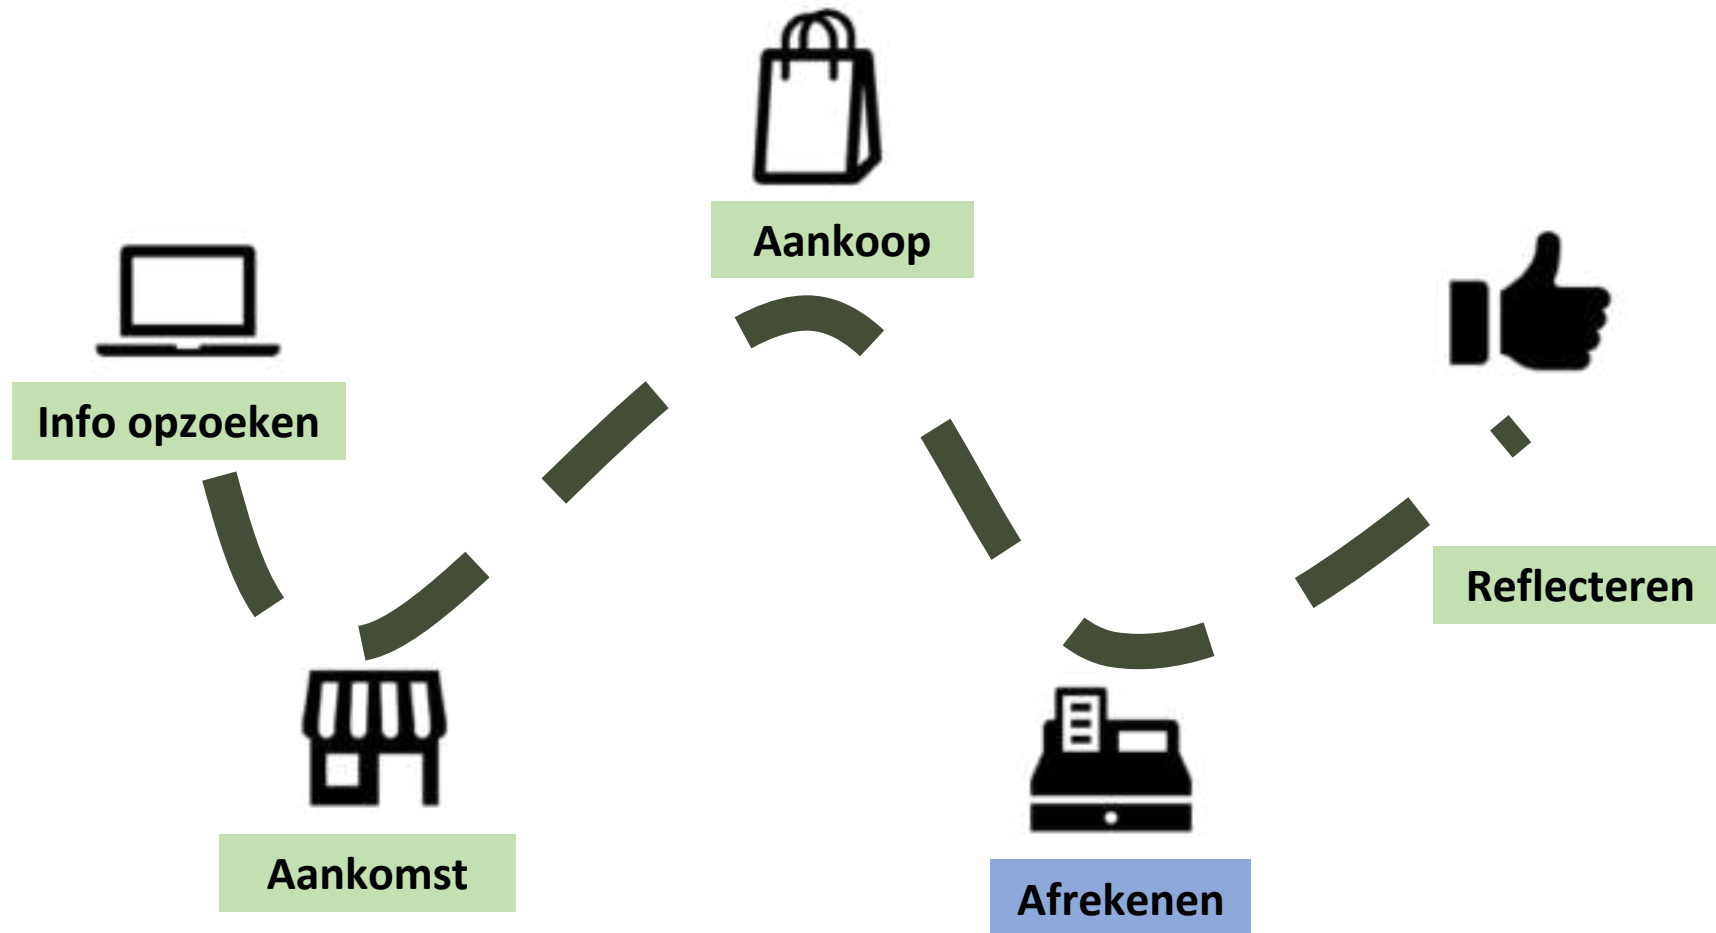 Info opzoeken
Aankomst
Aankoop
Afrekenen
Reflecteren